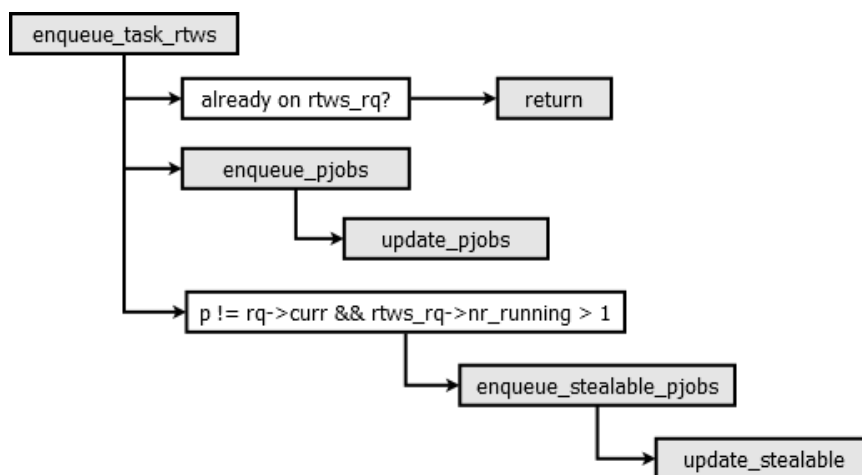 enqueue_task_rtws
already on rtws_rq?
return
enqueue_pjobs
update_pjobs
p != rq->curr && rtws_rq->nr_running > 1
enqueue_stealable_pjobs
update_stealable